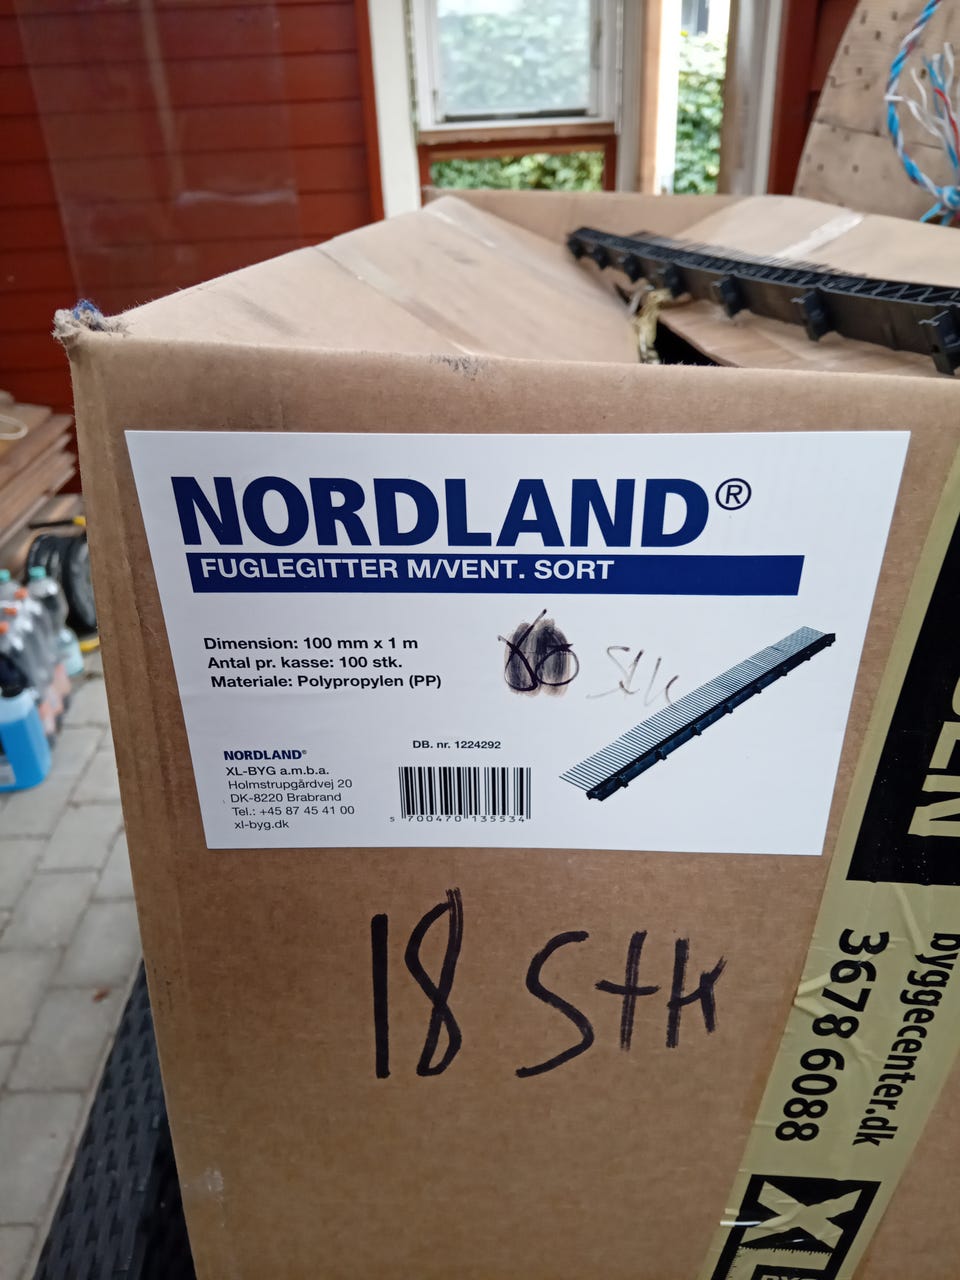 NORDLAND®
FUGLEGITTER M/VENT. SORT
Dimension: 100 mm x 1 m
Antal pr. kasse: 100 stk.
Materiale: Polypropylen (PP)
Stk
DB. nr. 1224292
NORDLAND®
XL-BYG a.m.b.a.
Holmstrupgårdvej 20
DK-8220 Brabrand
Tel.: +45 87 45 41 00
xl-byg.dk
5 700470 135534
18 Stk
byggecenter.dk
3678 6088
XL